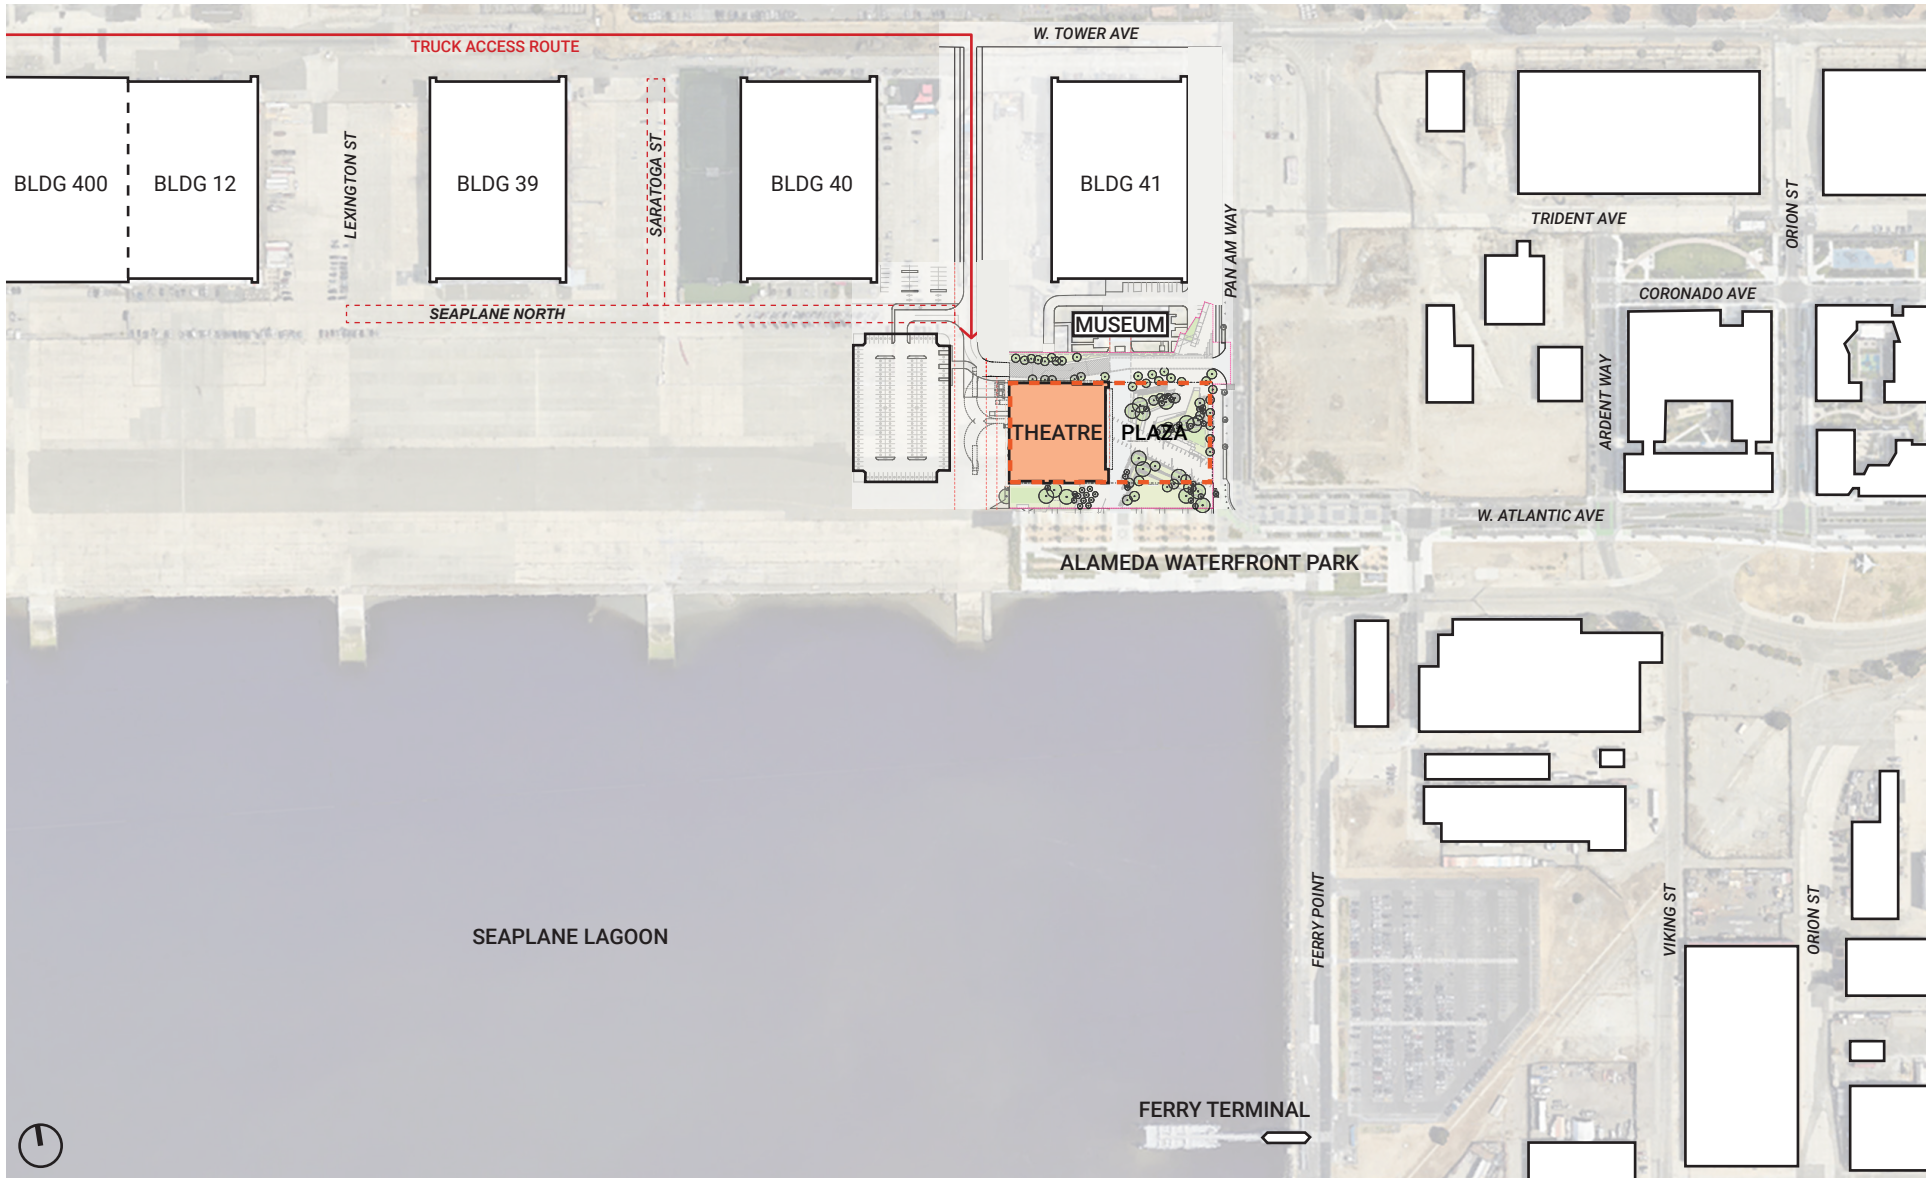 TRUCK ACCESS ROUTE
W. TOWER AVE
BLDG 400
BLDG 12
LEXINGTON ST
BLDG 39
SARATOGA ST
BLDG 40
BLDG 41
PAN AM WAY
TRIDENT AVE
ORION ST
CORONADO AVE
SEAPLANE NORTH
MUSEUM
ARDENT WAY
THEATRE
PLAZA
W. ATLANTIC AVE
ALAMEDA WATERFRONT PARK
FERRY POINT
VIKING ST
ORION ST
SEAPLANE LAGOON
FERRY TERMINAL